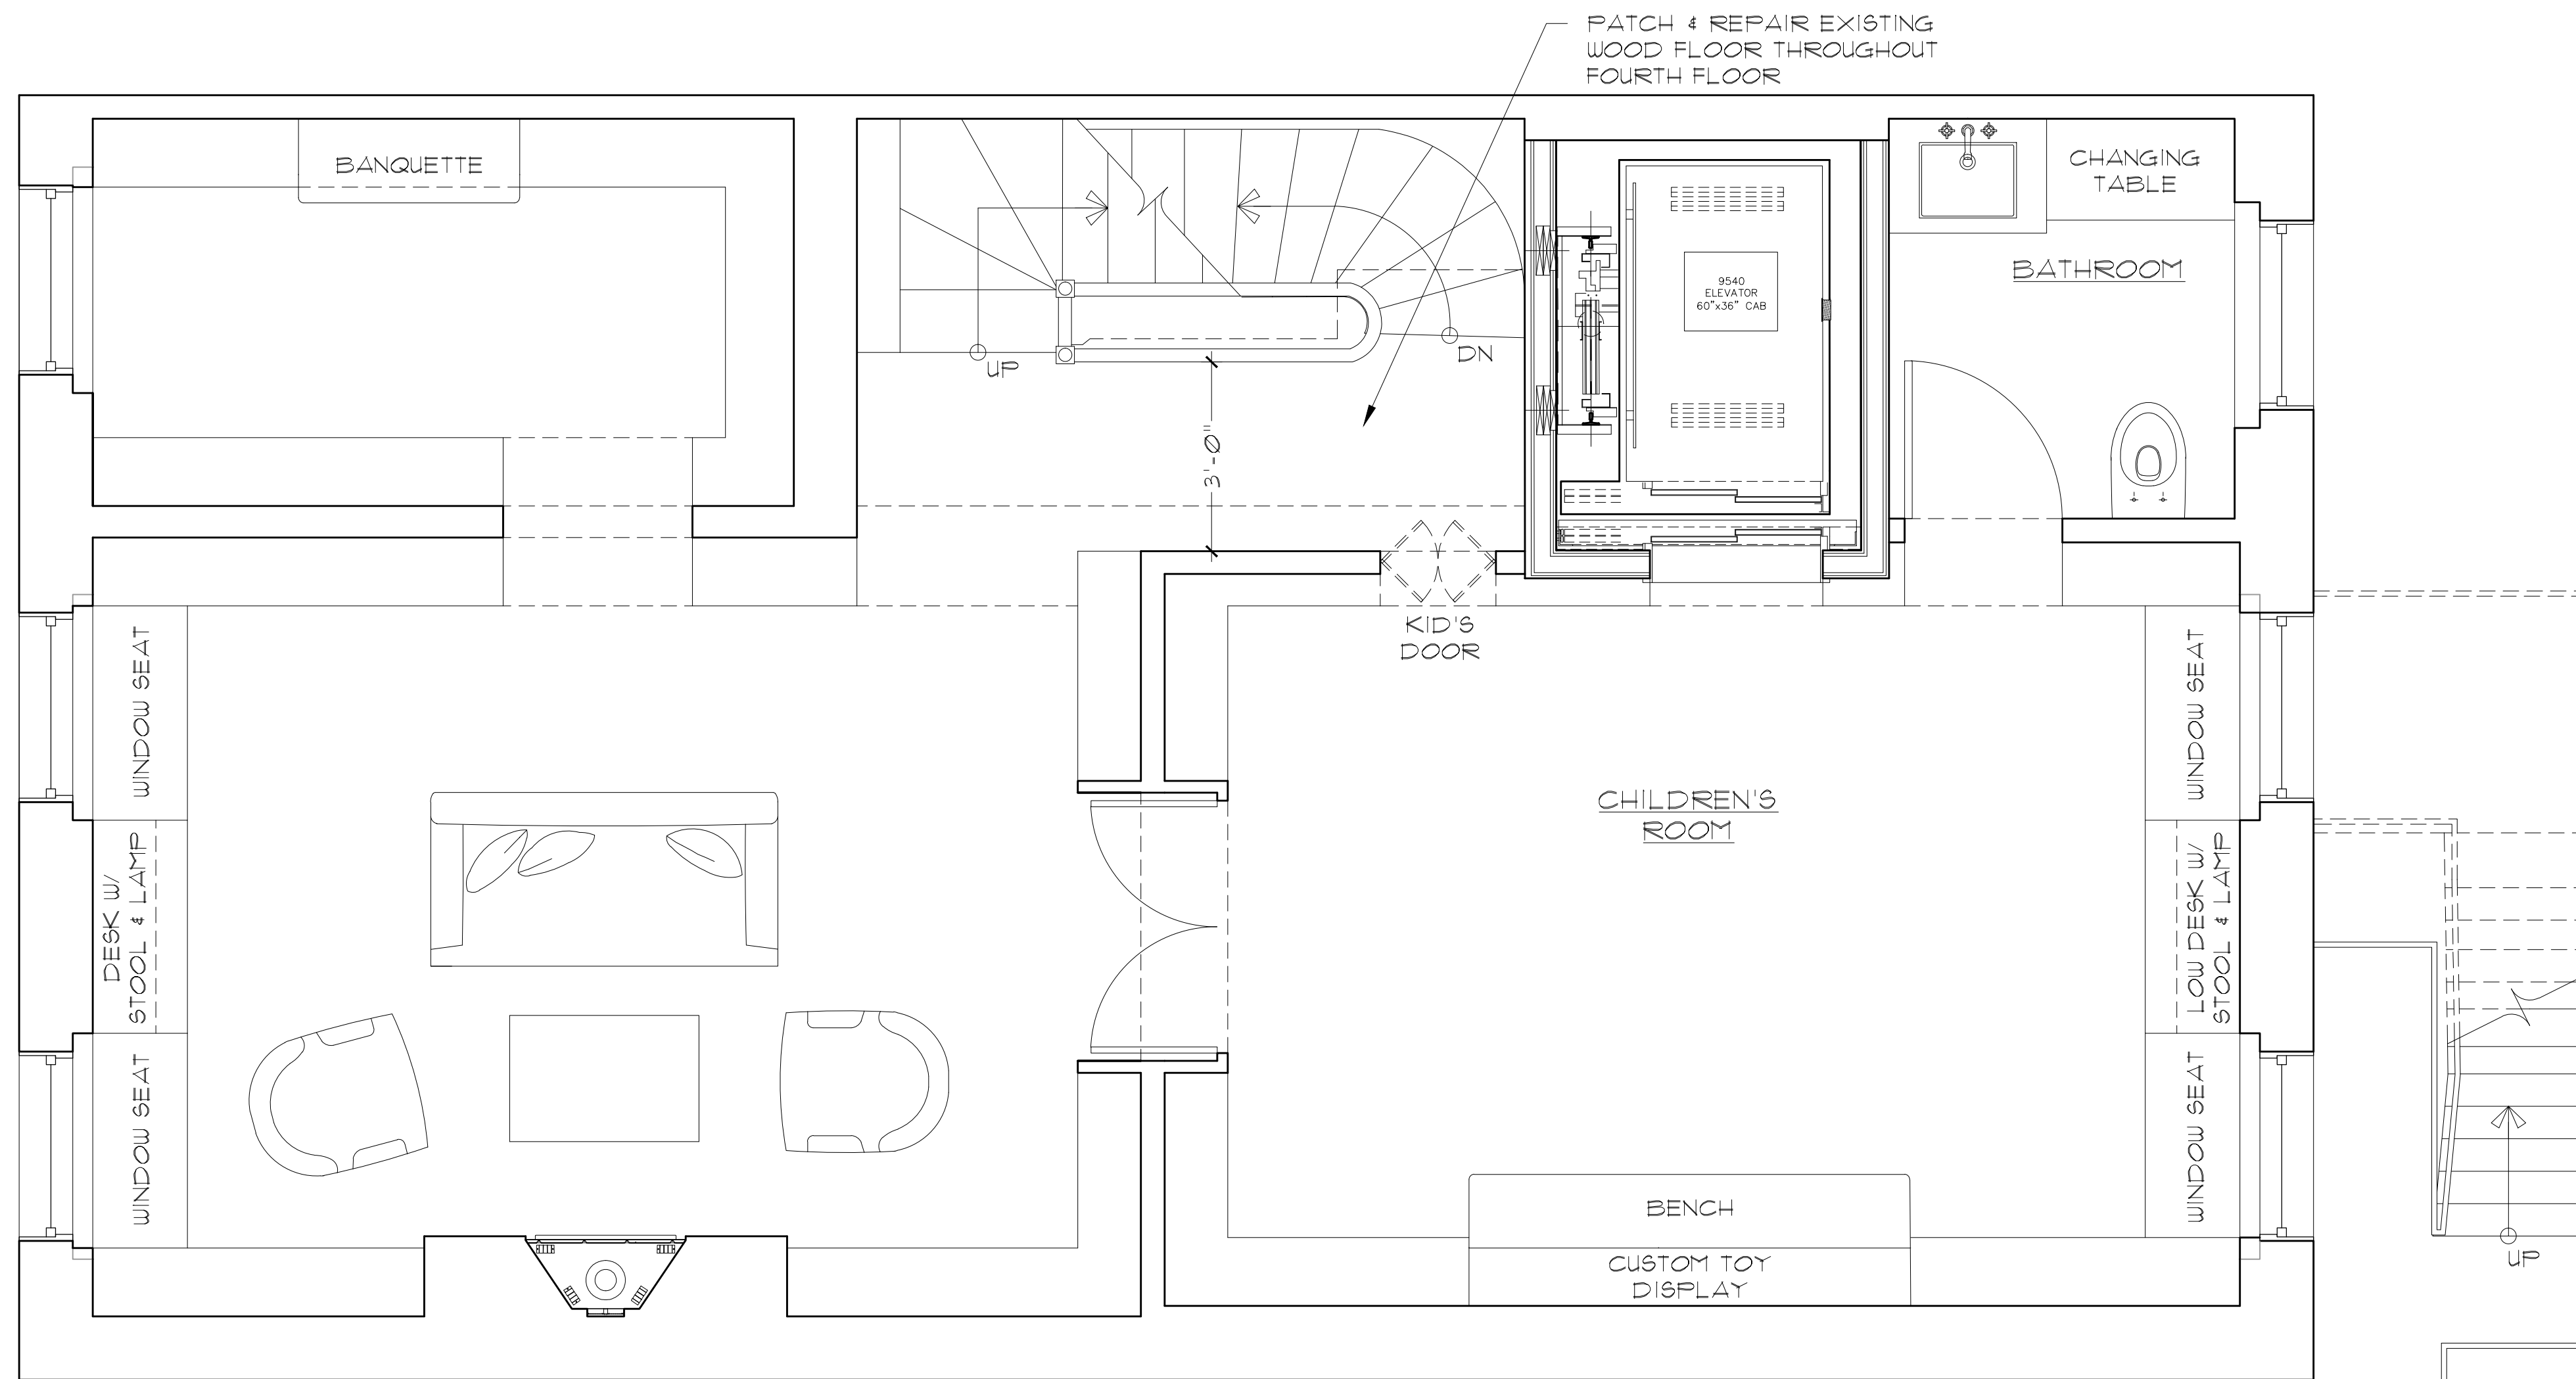 PATCH & REPAIR EXISTING
WOOD FLOOR THROUGHOUT
FOURTH FLOOR
BANQUETTE
CHANGING
TABLE
BATHROOM
9540
ELEVATOR
60"x36" CAB
UP
DN
3'-0"
KID'S
DOOR
WINDOW SEAT
WINDOW SEAT
CHILDREN'S
ROOM
DESK W/
STOOL & LAMP
LOW DESK W/
STOOL & LAMP
WINDOW SEAT
WINDOW SEAT
BENCH
CUSTOM TOY
DISPLAY
UP